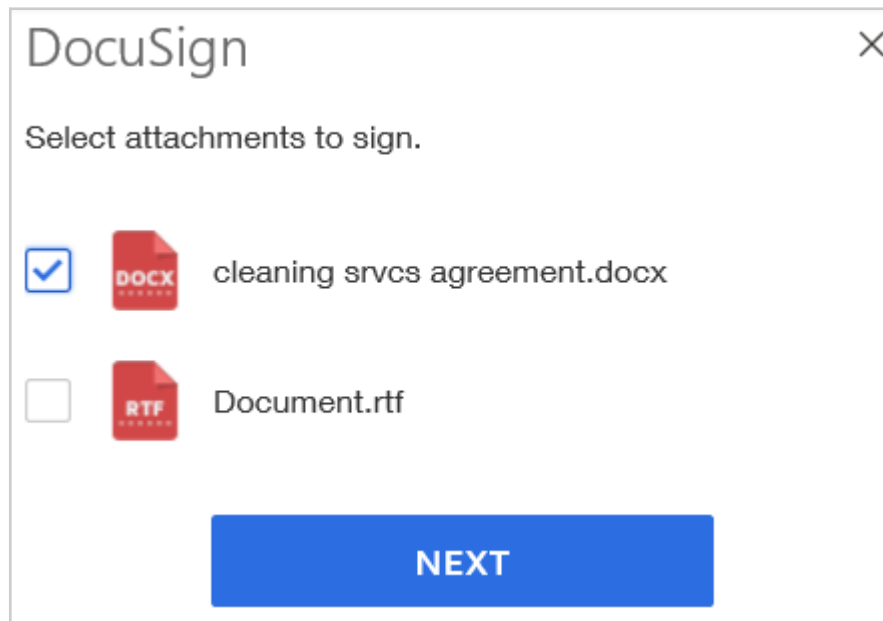 DocuSign
Select attachments to sign.
DOCX
cleaning srvcs agreement.docx
RTF
Document.rtf
NEXT